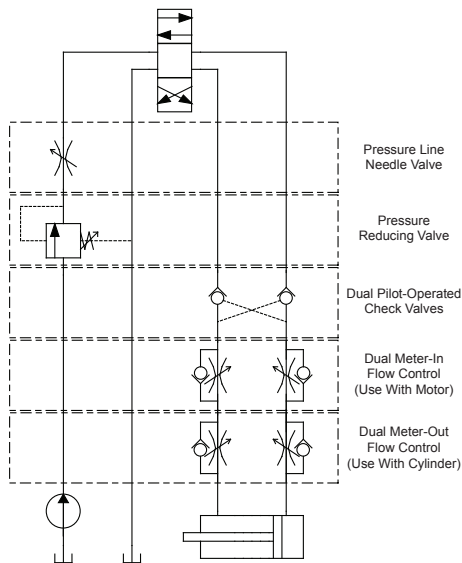 Pressure Line
Needle Valve
Pressure
Reducing Valve
Dual Pilot-Operated
Check Valves
Dual Meter-In
Flow Control
(Use With Motor)
Dual Meter-Out
Flow Control
(Use With Cylinder)